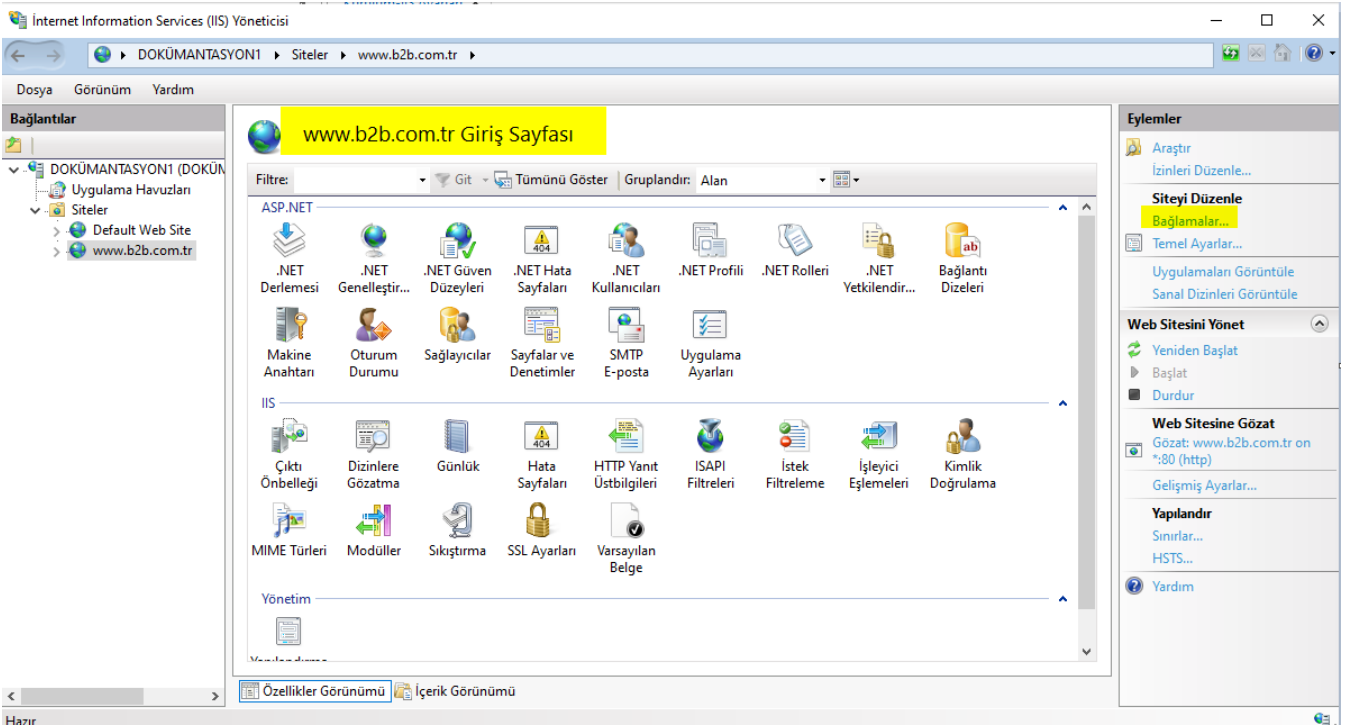 İnternet Information Services (IIS) Yöneticisi
DOKÜMANTASYON1 Siteler www.b2b.com.tr
Dosya Görünüm Yardım
Bağlantılar
DOKÜMANTASYON1 (DOKÜN
Uygulama Havuzları
Siteler
Default Web Site
www.b2b.com.tr
www.b2b.com.tr Giriş Sayfası
Filtre: Git Tümünü Göster Gruplandır: Alan
ASP.NET
.NET Derlemesi
.NET Genelleştir...
.NET Güven Düzeyleri
.NET Hata Sayfaları
.NET Kullanıcıları
.NET Profili
.NET Rolleri
.NET Yetkilendir...
Bağlantı Dizeleri
Makine Anahtarı
Oturum Durumu
Sağlayıcılar
Sayfalar ve Denetimler
SMTP E-posta
Uygulama Ayarları
IIS
Çıktı Önbelleği
Dizinlere Gözatma
Günlük
Hata Sayfaları
HTTP Yanıt Üstbilgileri
ISAPI Filtreleri
İstek Filtreleme
İşleyici Eşlemeleri
Kimlik Doğrulama
MIME Türleri
Modüller
Sıkıştırma
SSL Ayarları
Varsayılan Belge
Yönetim
Özellikler Görünümü İçerik Görünümü
Eylemler
Araştır
İzinleri Düzenle...
Siteyi Düzenle
Bağlamalar...
Temel Ayarlar...
Uygulamaları Görüntüle
Sanal Dizinleri Görüntüle
Web Sitesini Yönet
Yeniden Başlat
Başlat
Durdur
Web Sitesine Gözat
Gözat: www.b2b.com.tr on
*:80 (http)
Gelişmiş Ayarlar...
Yapılandır
Sınırlar...
HSTS...
Yardım
Hazır